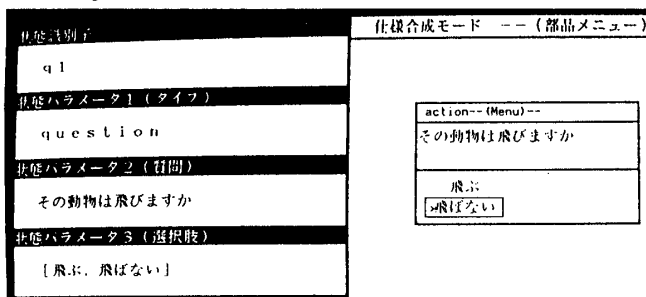 状態識別子
q1
状態パラメータ1(タイプ)
question
状態パラメータ2(質問)
その動物は飛びますか
状態パラメータ3(選択肢)
[飛ぶ, 飛ばない]
仕様合成モード --(部品メニュー)
action--(Menu)--
その動物は飛びますか
飛ぶ
>飛ばない